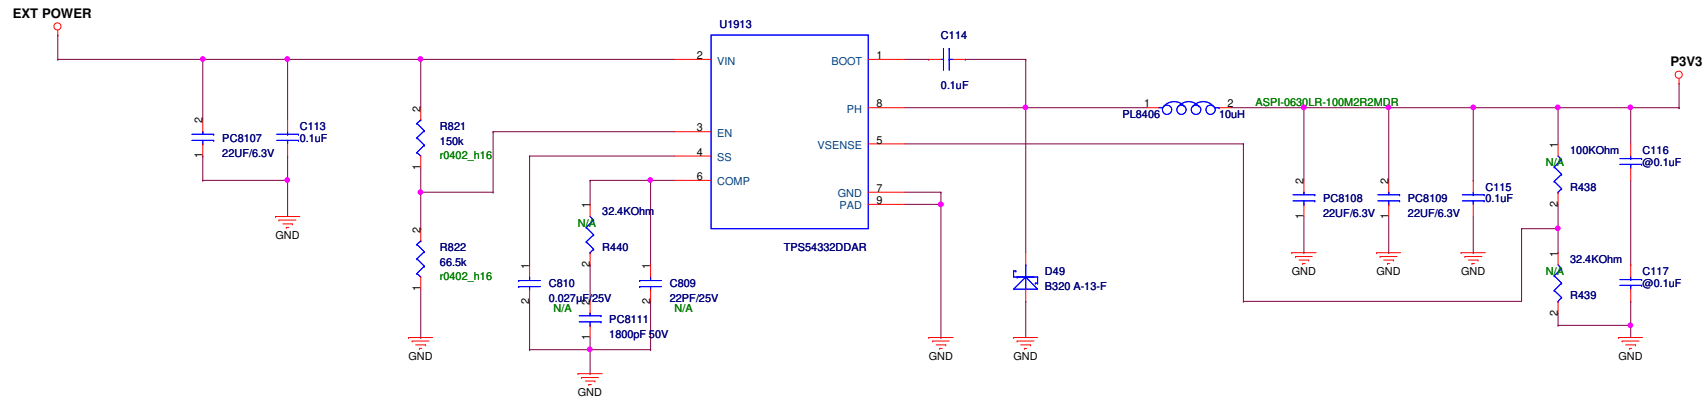 EXT POWER
P3V3
U1913
TPS54332DDAR
2
VIN
3
EN
4
SS
6
COMP
BOOT
1
PH
8
VSENSE
5
GND
7
PAD
9
2
PC8107
22UF/6.3V
1
C113
0.1uF
GND
2
R821
150k
r0402_h16
1
2
R822
66.5k
r0402_h16
1
GND
1
C810
0.027uF/25V
N/A
2
1
32.4KOhm
N/A
R440
2
2
PC8111
1800pF 50V
1
1
C809
22PF/25V
N/A
2
GND
C114
0.1uF
GND
D49
B320 A-13-F
GND
1
PL8406
2
10uH
ASPI-0630LR-100M2R2MDR
2
PC8108
22UF/6.3V
1
GND
2
PC8109
22UF/6.3V
1
GND
C115
0.1uF
GND
1
100KOhm
N/A
R438
2
1
32.4KOhm
N/A
R439
2
C116
@0.1uF
C117
@0.1uF
GND